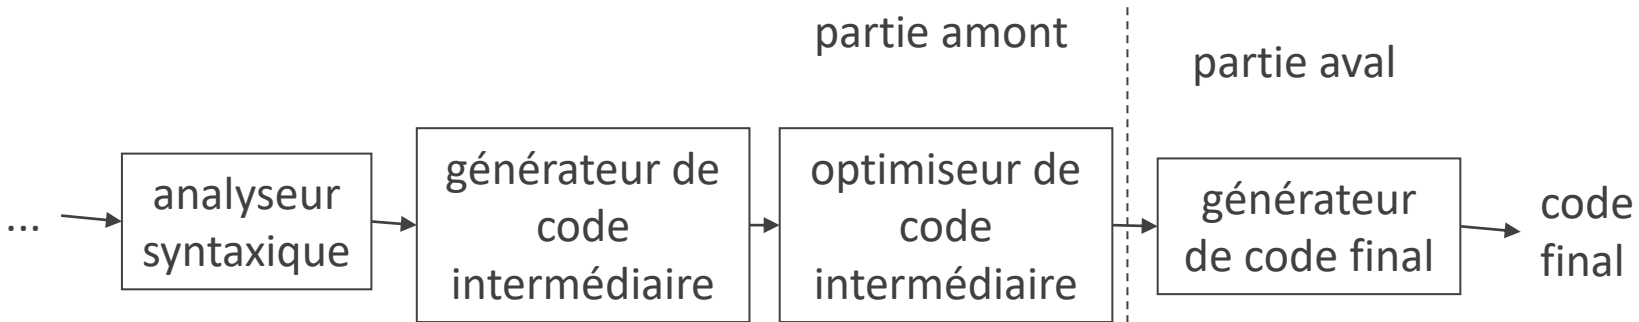 partie amont
partie aval
...
analyseur
syntaxique
générateur de
code
intermédiaire
optimiseur de
code
intermédiaire
générateur
de code final
code
final